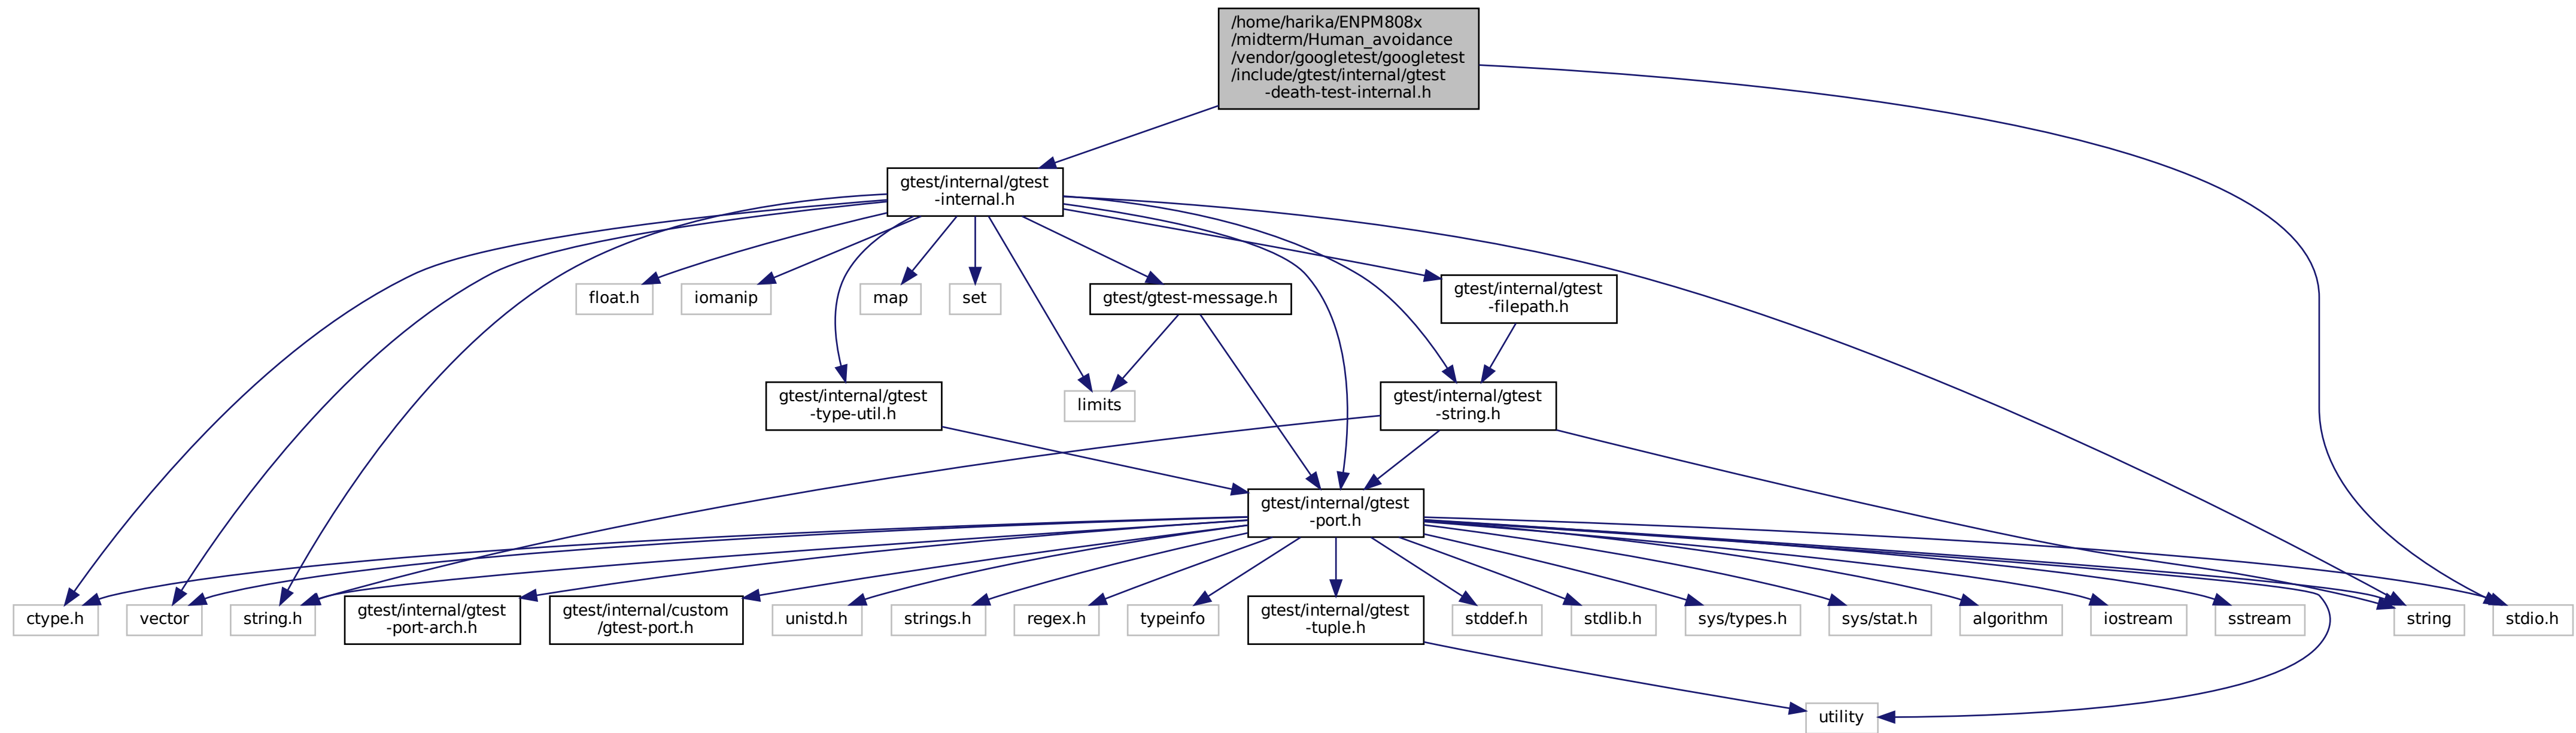 /home/harika/ENPM808x
/midterm/Human_avoidance
/vendor/googletest/googletest
/include/gtest/internal/gtest
-death-test-internal.h
gtest/internal/gtest
-internal.h
float.h
iomanip
map
set
gtest/gtest-message.h
gtest/internal/gtest
-filepath.h
gtest/internal/gtest
-type-util.h
limits
gtest/internal/gtest
-string.h
gtest/internal/gtest
-port.h
ctype.h
vector
string.h
gtest/internal/gtest
-port-arch.h
gtest/internal/custom
/gtest-port.h
unistd.h
strings.h
regex.h
typeinfo
gtest/internal/gtest
-tuple.h
stddef.h
stdlib.h
sys/types.h
sys/stat.h
algorithm
iostream
sstream
string
stdio.h
utility